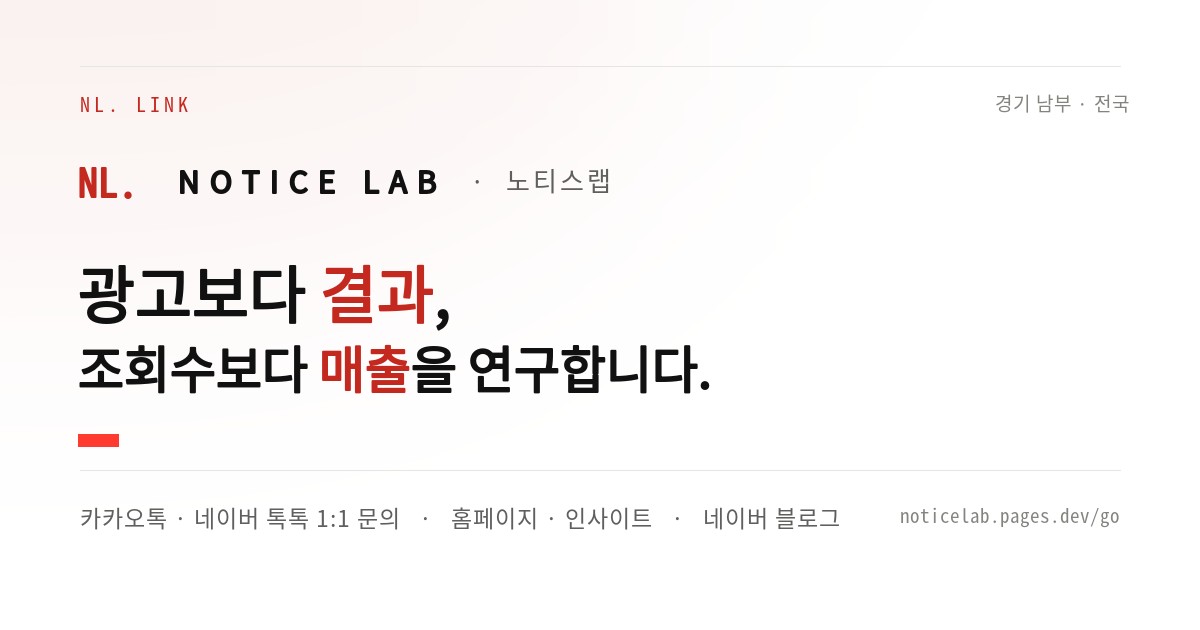 NL. LINK
경기 남부 · 전국
NL. NOTICE LAB · 노티스랩
광고보다 결과,
조회수보다 매출을 연구합니다.
카카오톡 · 네이버 톡톡 1:1 문의 · 홈페이지 · 인사이트 · 네이버 블로그
noticelab.pages.dev/go